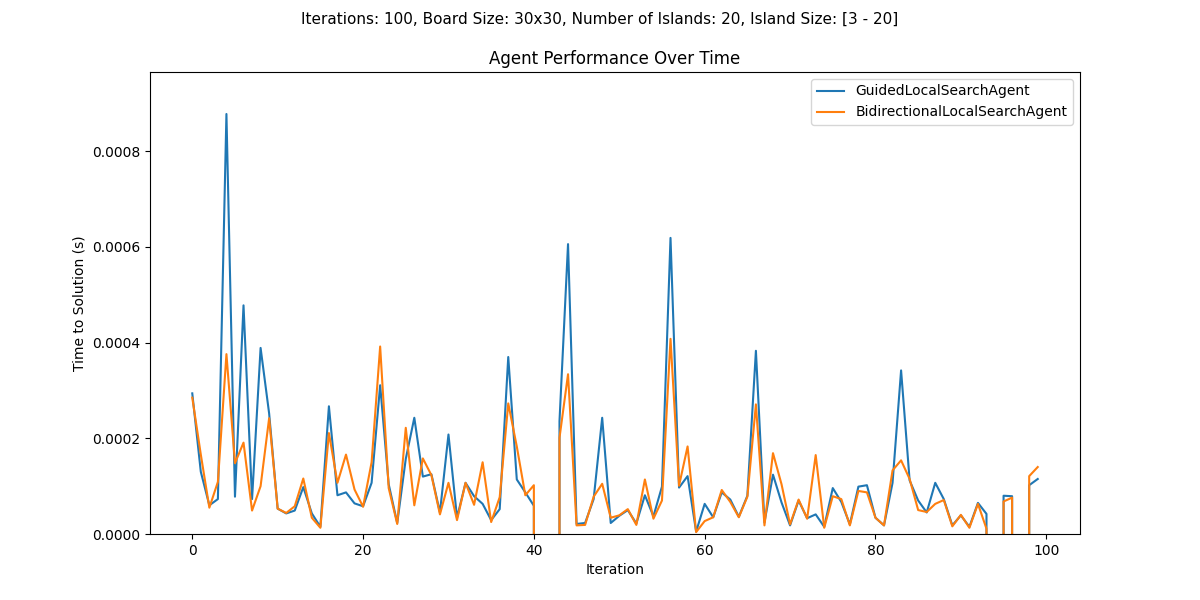 Iterations: 100, Board Size: 30x30, Number of Islands: 20, Island Size: [3 - 20]
Agent Performance Over Time
GuidedLocalSearchAgent
BidirectionalLocalSearchAgent
Time to Solution (s)
0.0008
0.0006
0.0004
0.0002
0.0000
0 20 40 60 80 100
Iteration